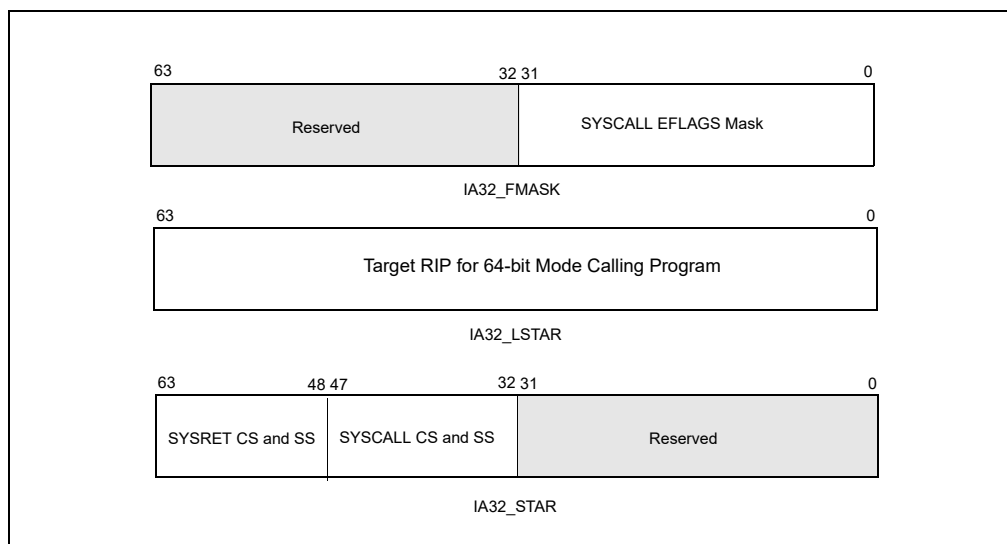 63 32 31 0
Reserved SYSCALL EFLAGS Mask
IA32_FMASK
63 0
Target RIP for 64-bit Mode Calling Program
IA32_LSTAR
63 48 47 32 31 0
SYSRET CS and SS SYSCALL CS and SS Reserved
IA32_STAR